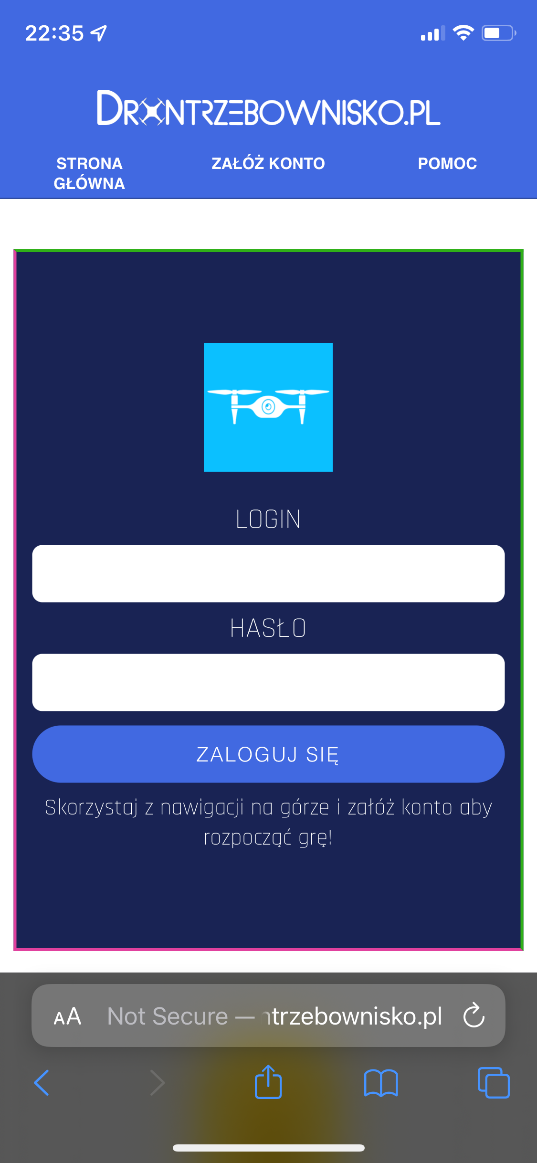 22:35
DRONTRZEBOWNISKO.PL
STRONA GŁÓWNA
ZAŁÓŻ KONTO
POMOC
LOGIN
HASŁO
ZALOGUJ SIĘ
Skorzystaj z nawigacji na górze i załóż konto aby
rozpocząć grę!
AA
Not Secure — ntrzebownisko.pl